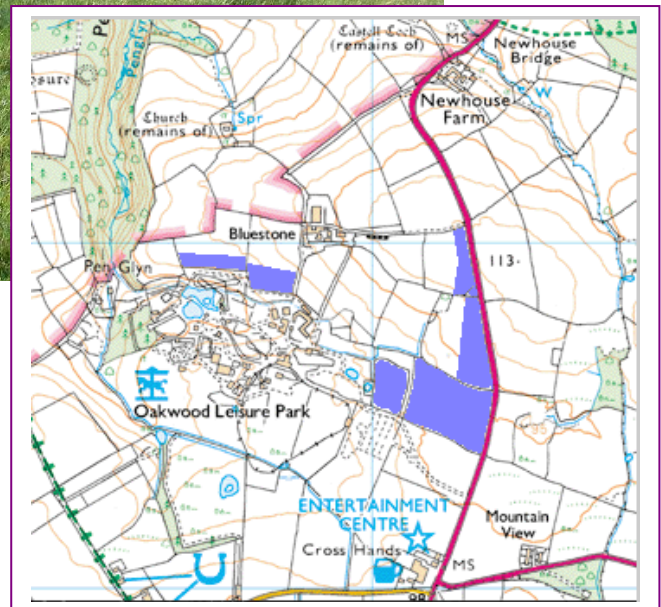 Castell Coch
(remains of)
MS
Newhouse
Bridge
W
Newhouse
Farm
Church
(remains of)
Spr
Bluestone
113
Pen Glyn
Oakwood Leisure Park
ENTERTAINMENT
CENTRE
Cross Hands
MS
Mountain
View